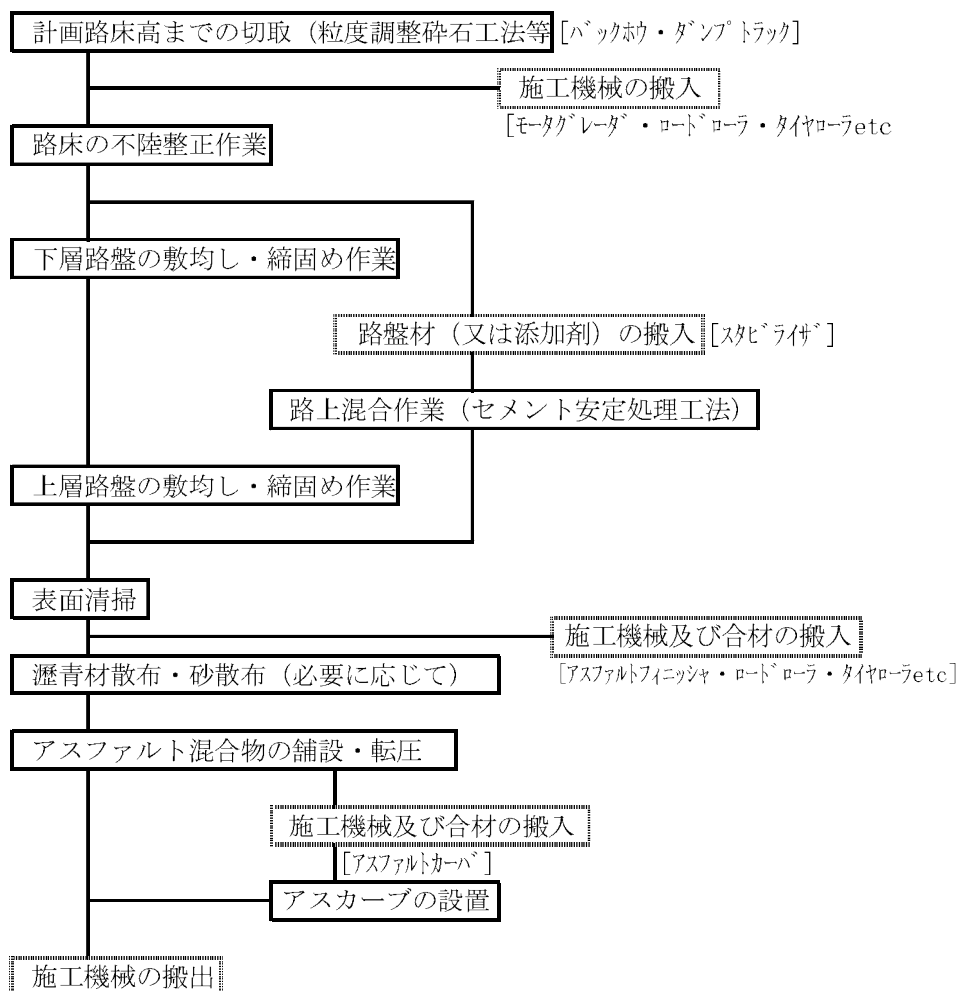 計画路床高までの切取（粒度調整砕石工法等 [ﾊﾞｯｸﾎｳ・ﾀﾞﾝﾌﾟﾄﾗｯｸ]
施工機械の搬入
[ﾓｰﾀｸﾞﾚｰﾀﾞ・ﾛｰﾄﾞﾛｰﾗ・ﾀｲﾔﾛｰﾗetc
路床の不陸整正作業
下層路盤の敷均し・締固め作業
路盤材（又は添加剤）の搬入 [ｽﾀﾋﾞﾗｲｻﾞ]
路上混合作業（セメント安定処理工法）
上層路盤の敷均し・締固め作業
表面清掃
施工機械及び合材の搬入
瀝青材散布・砂散布（必要に応じて） [ｱｽﾌｧﾙﾄﾌｨﾆｯｼｬ・ﾛｰﾄﾞﾛｰﾗ・ﾀｲﾔﾛｰﾗetc]
アスファルト混合物の舗設・転圧
施工機械及び合材の搬入
[ｱｽﾌｧﾙﾄｶｰﾊﾞ]
アスカーブの設置
施工機械の搬出